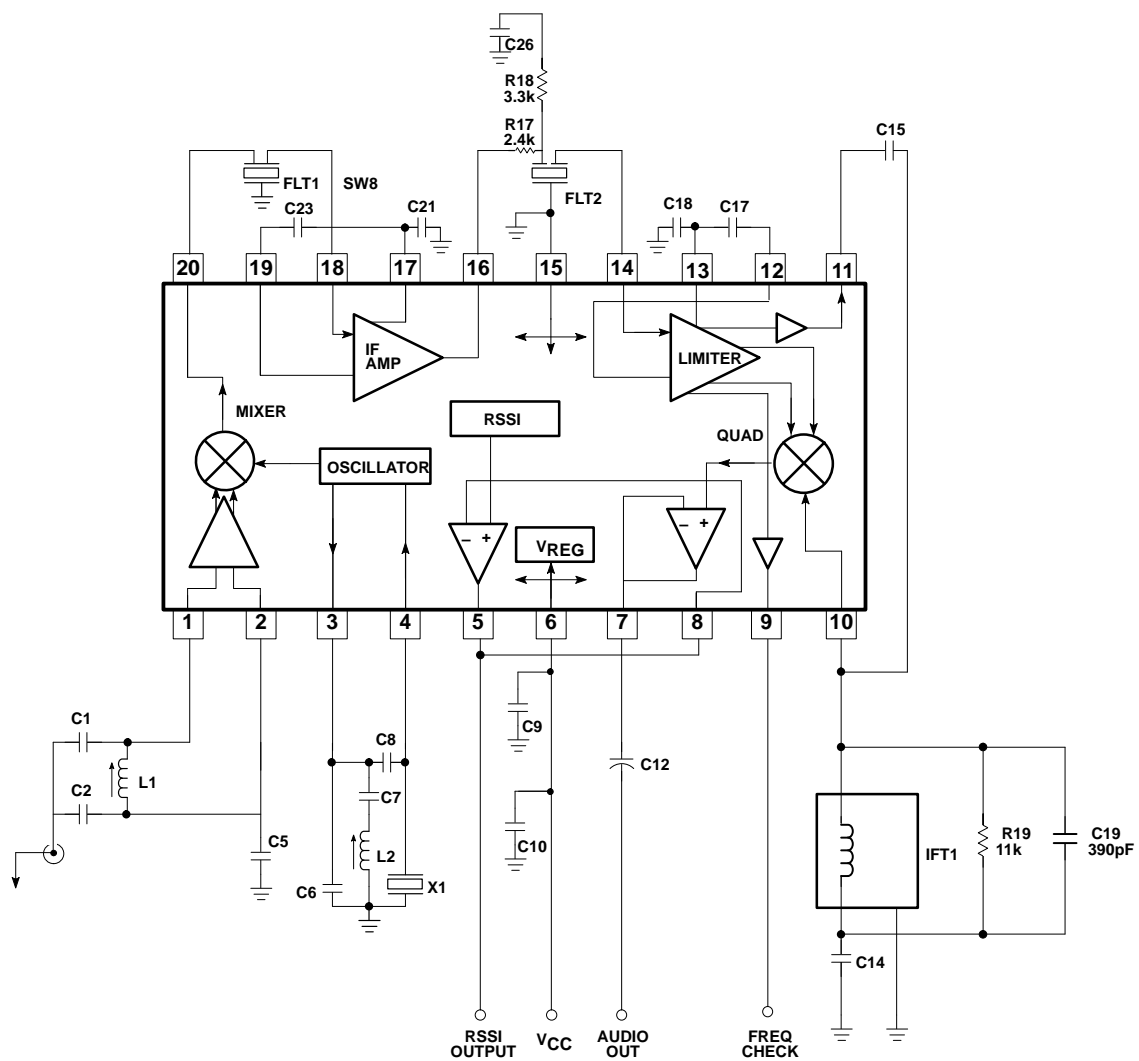 C26
R18
3.3k
R17
2.4k
C15
FLT1
SW8
FLT2
C23
C21
C18
C17
20
19
18
17
16
15
14
13
12
11
IF
AMP
LIMITER
MIXER
RSSI
QUAD
OSCILLATOR
– +
– +
VREG
1
2
3
4
5
6
7
8
9
10
C1
C8
C9
C2
L1
C7
C12
C5
L2
C10
R19
11k
C19
390pF
IFT1
C6
X1
C14
RSSI
OUTPUT
VCC
AUDIO
OUT
FREQ
CHECK